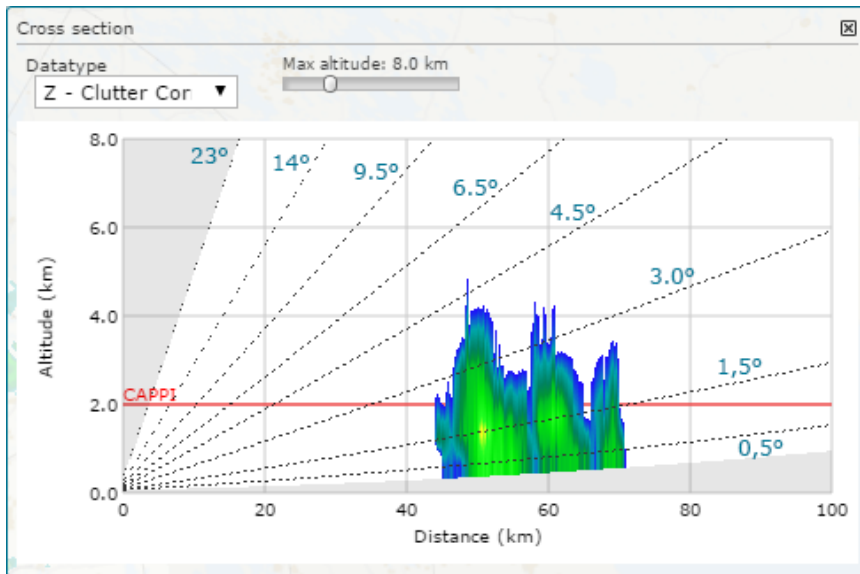 Cross section
Datatype
Max altitude: 8.0 km
Z - Clutter Cor
8.0
6.0
4.0
2.0
0.0
Altitude (km)
CAPPI
23º
14º
9.5º
6.5º
4.5º
3.0º
1,5º
0,5º
0
20
40
60
80
100
Distance (km)